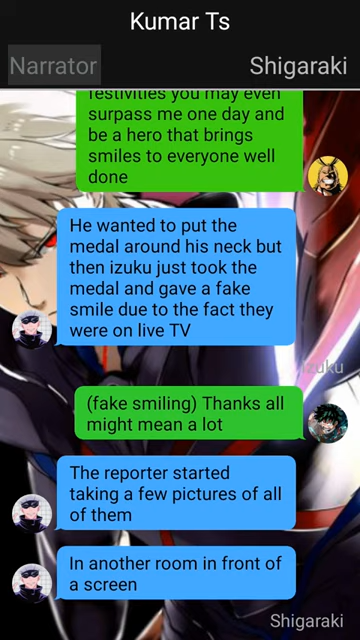 Kumar Ts
Narrator
Shigaraki
festivities you may even
surpass me one day and
be a hero that brings
smiles to everyone well
done
He wanted to put the
medal around his neck but
then izuku just took the
medal and gave a fake
smile due to the fact they
were on live TV
Izuku
(fake smiling) Thanks all
might mean a lot
The reporter started
taking a few pictures of all
of them
In another room in front of
a screen
Shigaraki